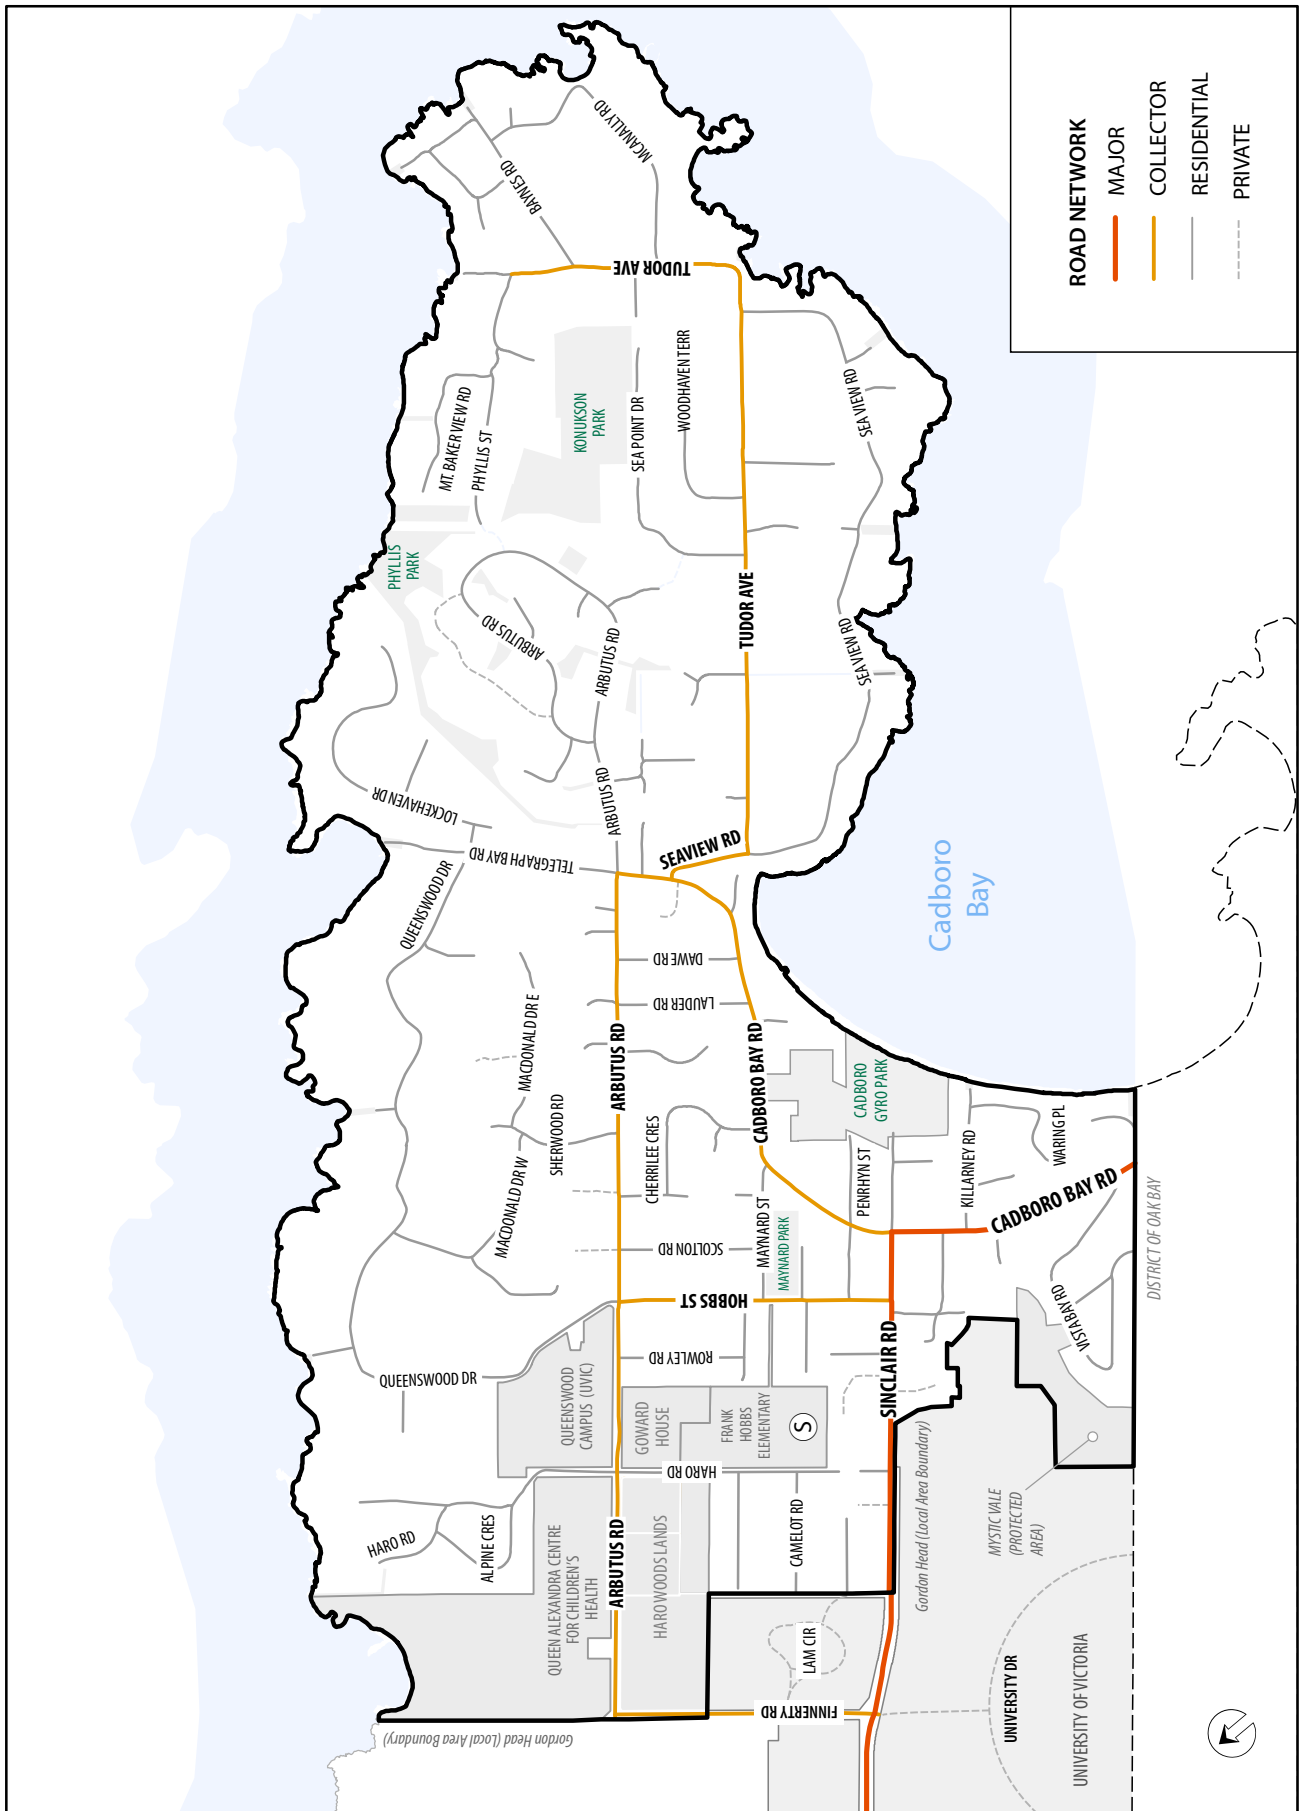 ROAD NETWORK
MAJOR
COLLECTOR
RESIDENTIAL
PRIVATE
MCANALLY RD
BAYNES RD
TUDOR AVE
MT. BAKER VIEW RD
PHYLLIS ST
KONUKSON
PARK
SEA POINT DR
WOODHAVEN TERR
SEA VIEW RD
PHYLLIS
PARK
ARBUTUS RD
ARBUTUS RD
TUDOR AVE
SEA VIEW RD
LOCKEHAVEN DR
ARBUTUS RD
TELEGRAPH BAY RD
SEAVIEW RD
QUEENSWOOD DR
Cadboro
Bay
DAWE RD
LAUDER RD
MACDONALD DR E
ARBUTUS RD
CADBORO BAY RD
CADBORO
GYRO PARK
SHERWOOD RD
CHERRILEE CRES
MACDONALD DR W
MAYNARD ST
PENRHYN ST
KILLARNEY RD
WARING PL
CADBORO BAY RD
DISTRICT OF OAK BAY
SCOLTON RD
MAYNARD PARK
HOBBS ST
VISTA BAY RD
ROWLEY RD
SINCLAIR RD
QUEENSWOOD DR
QUEENSWOOD
CAMPUS (UVIC)
GOWARD
HOUSE
FRANK
HOBBS
ELEMENTARY
S
HARO RD
Gordon Head (Local Area Boundary)
MYSTIC VALE
(PROTECTED
AREA)
HARO RD
ALPINE CRES
QUEEN ALEXANDRA CENTRE
FOR CHILDREN'S
HEALTH
ARBUTUS RD
HARO WOODS LANDS
CAMELOT RD
LAM CIR
FINNERTY RD
UNIVERSITY DR
UNIVERSITY OF VICTORIA
Gordon Head (Local Area Boundary)